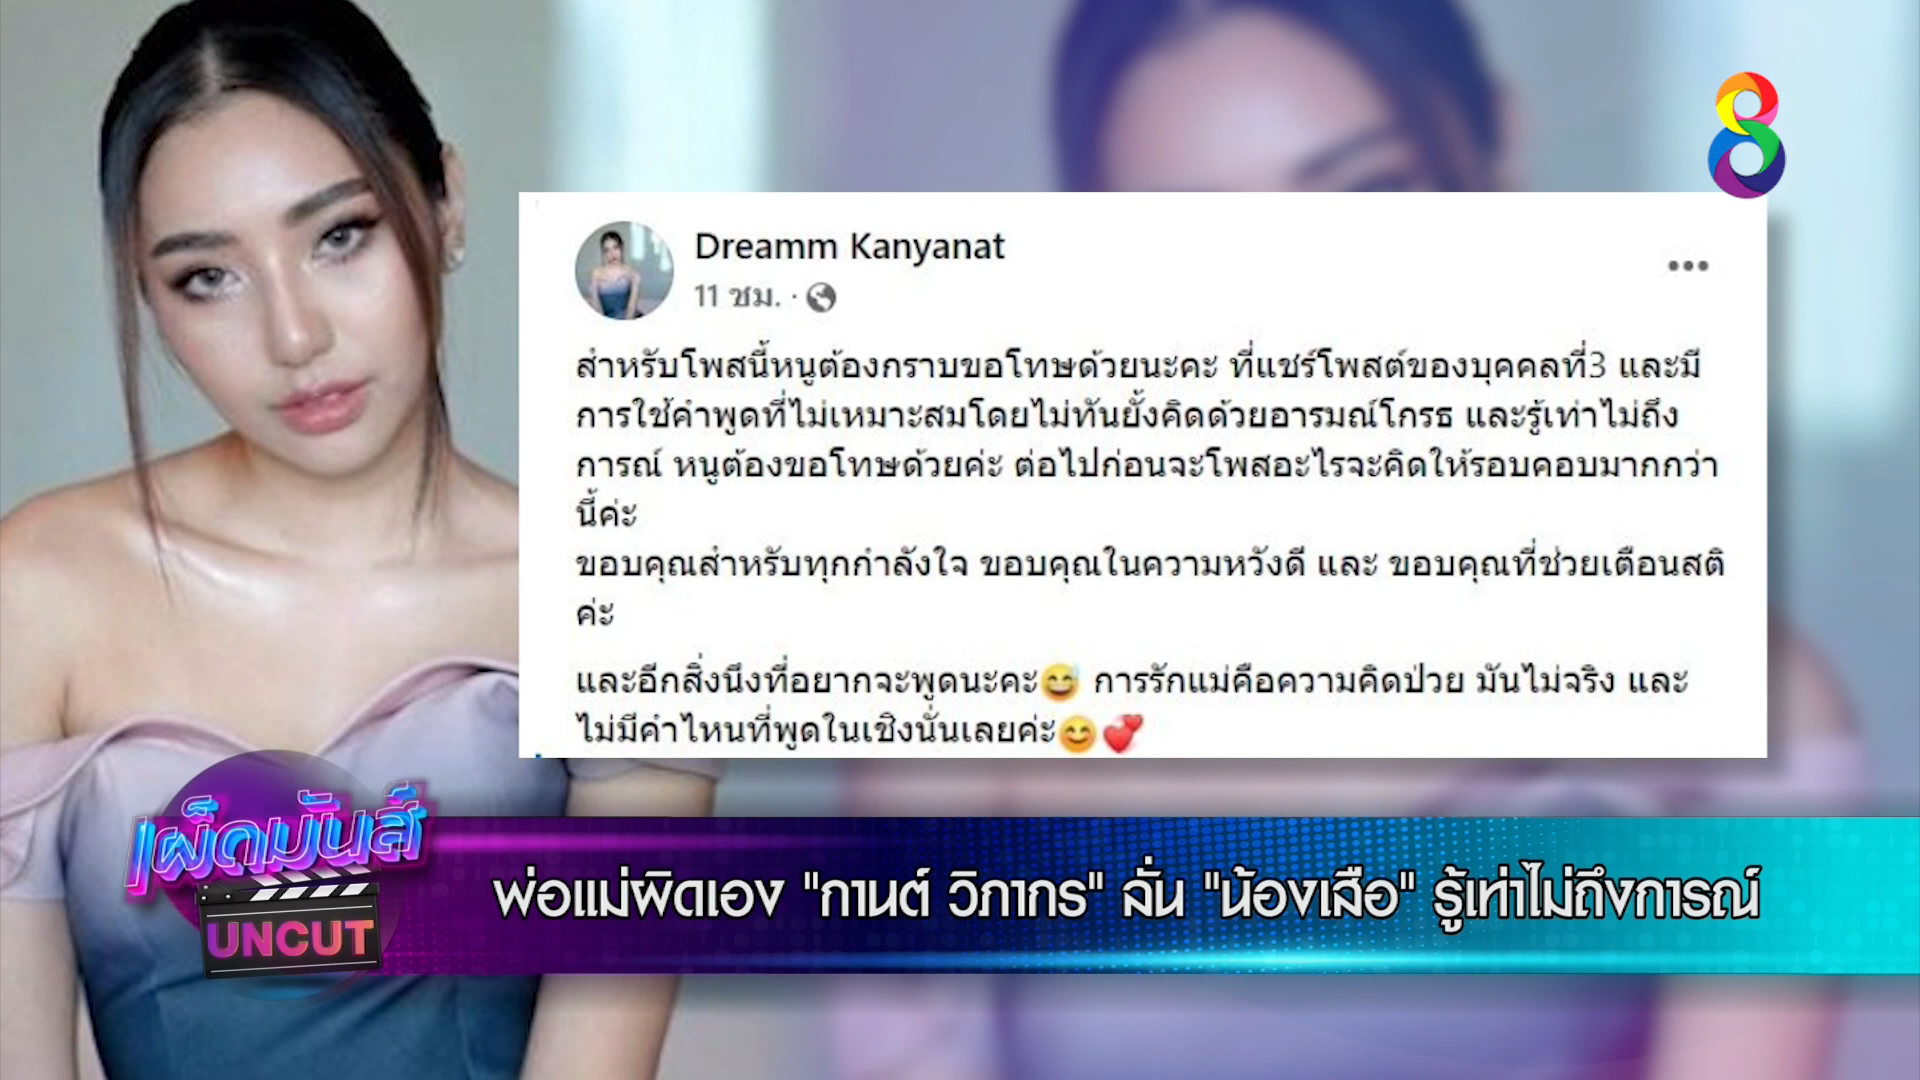 8
Dreamm Kanyanat
11 ชม. ·
สำหรับโพสนี้หนูต้องกราบขอโทษด้วยนะคะ ที่แชร์โพสต์ของบุคคลที่3 และมี
การใช้คำพูดที่ไม่เหมาะสมโดยไม่ทันยั้งคิดด้วยอารมณ์โกรธ และรู้เท่าไม่ถึง
การณ์ หนูต้องขอโทษด้วยค่ะ ต่อไปก่อนจะโพสอะไรจะคิดให้รอบคอบมากกว่า
นี้ค่ะ
ขอบคุณสำหรับทุกกำลังใจ ขอบคุณในความหวังดี และ ขอบคุณที่ช่วยเตือนสติ
ค่ะ
และอีกสิ่งนึงที่อยากจะพูดนะคะ😅 การรักแม่คือความคิดป่วย มันไม่จริง และ
ไม่มีคำไหนที่พูดในเชิงนั้นเลยค่ะ😊💕
เผ็ดมันส์
UNCUT
พ่อแม่ผิดเอง "กานต์ วิภากร" ลั่น "น้องเสือ" รู้เท่าไม่ถึงการณ์